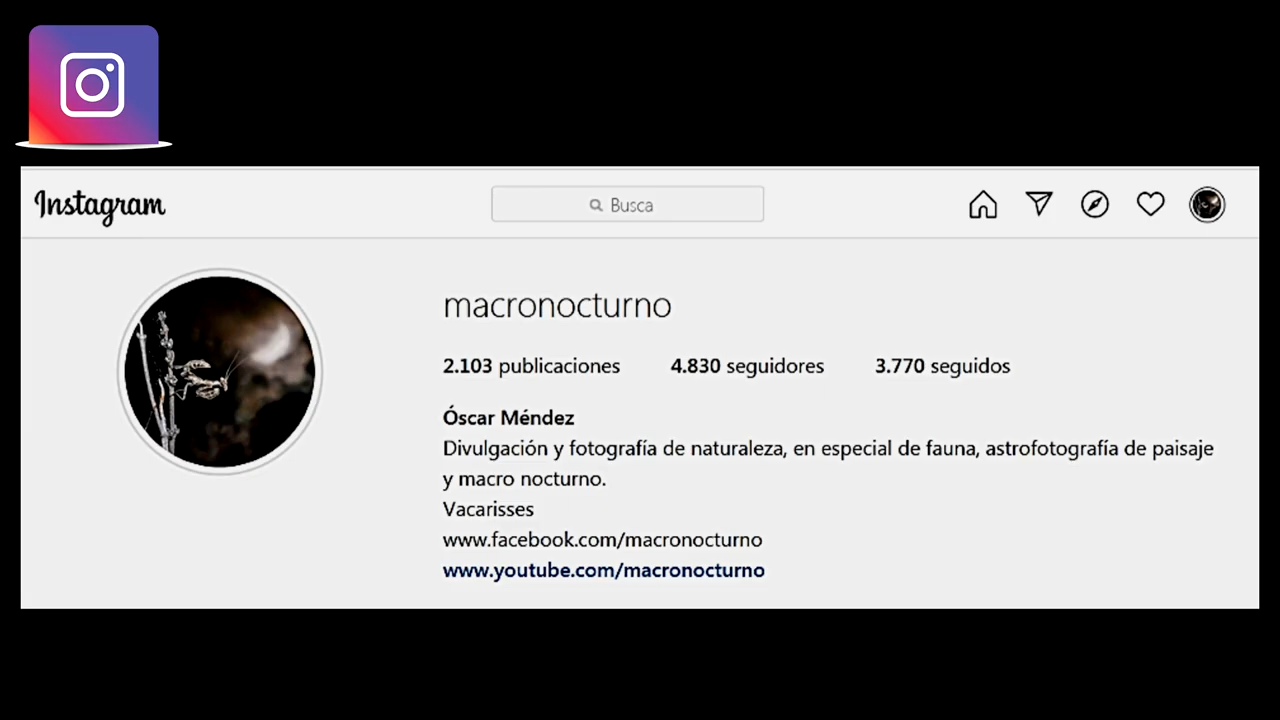 Instagram
Busca
macronocturno
2.103 publicaciones 4.830 seguidores 3.770 seguidos
Óscar Méndez
Divulgación y fotografía de naturaleza, en especial de fauna, astrofotografía de paisaje
y macro nocturno.
Vacarisses
www.facebook.com/macronocturno
www.youtube.com/macronocturno